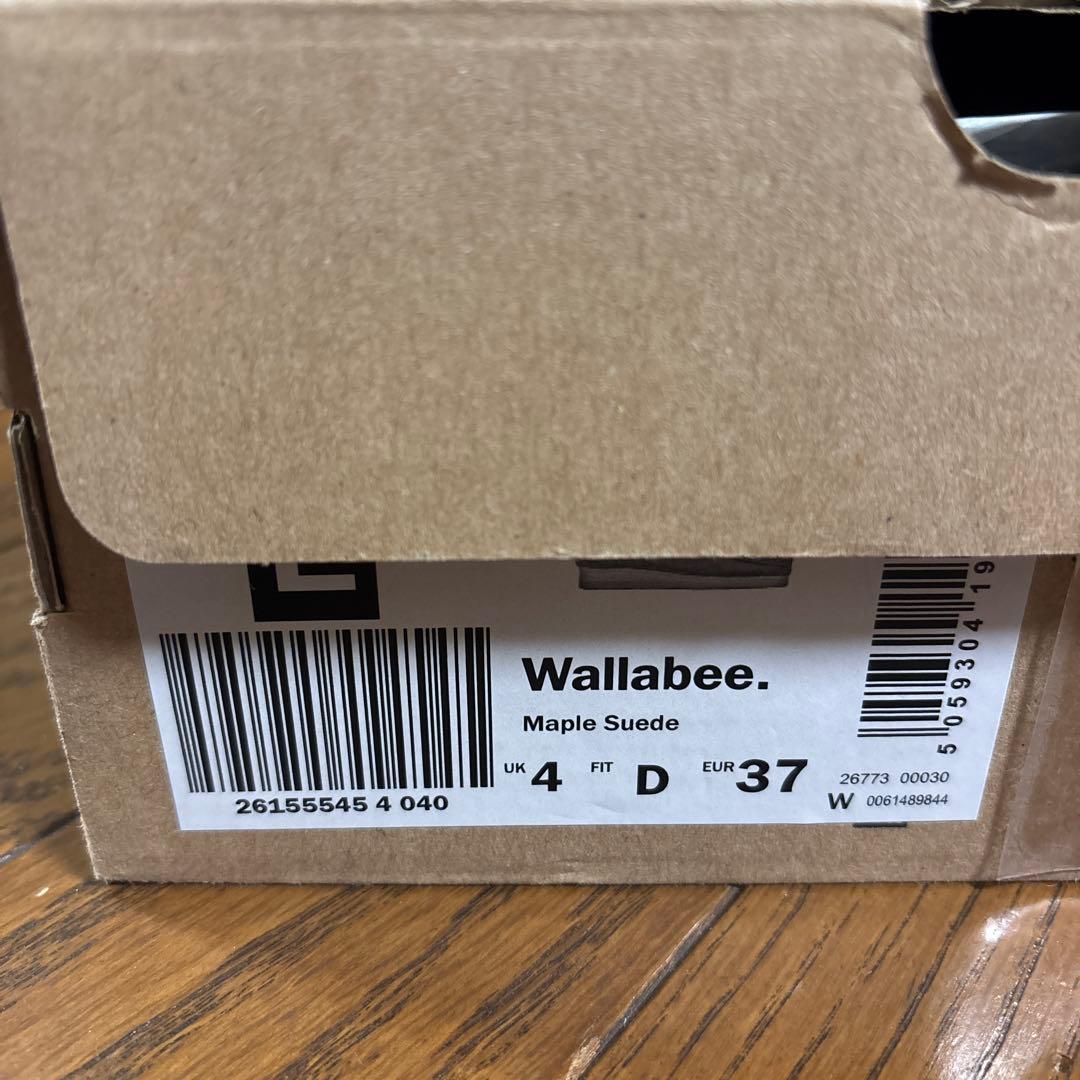 Wallabee.
Maple Suede
UK 4 FIT D EUR 37
26155545 4 040
26773 00030
W 0061489844
5 059304 19